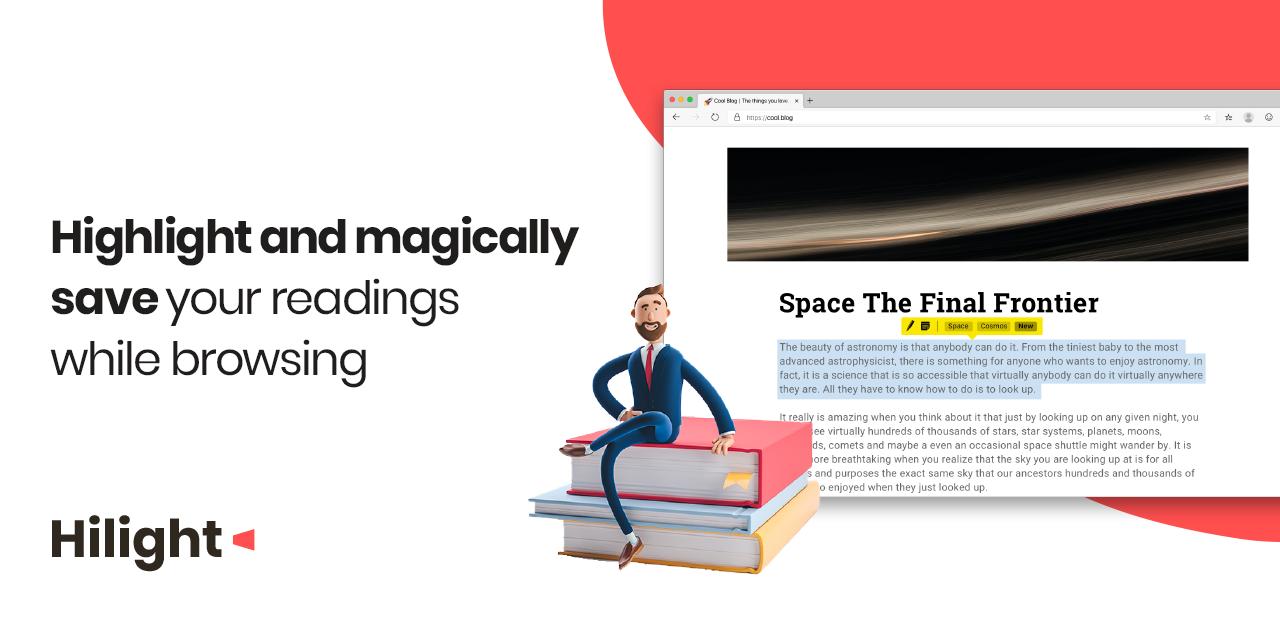 Highlight and magically
save your readings
while browsing
Hilight
Cool Blog | The things you love
https://cool.blog
Space The Final Frontier
Space Cosmos New
The beauty of astronomy is that anybody can do it. From the tiniest baby to the most
advanced astrophysicist, there is something for anyone who wants to enjoy astronomy. In
fact, it is a science that is so accessible that virtually anybody can do it virtually anywhere
they are. All they have to know how to do is to look up.
It really is amazing when you think about it that just by looking up on any given night, you
see virtually hundreds of thousands of stars, star systems, planets, moons,
comets and maybe a even an occasional space shuttle might wander by. It is
breathtaking when you realize that the sky you are looking up at is for all
and purposes the exact same sky that our ancestors hundreds and thousands of
enjoyed when they just looked up.